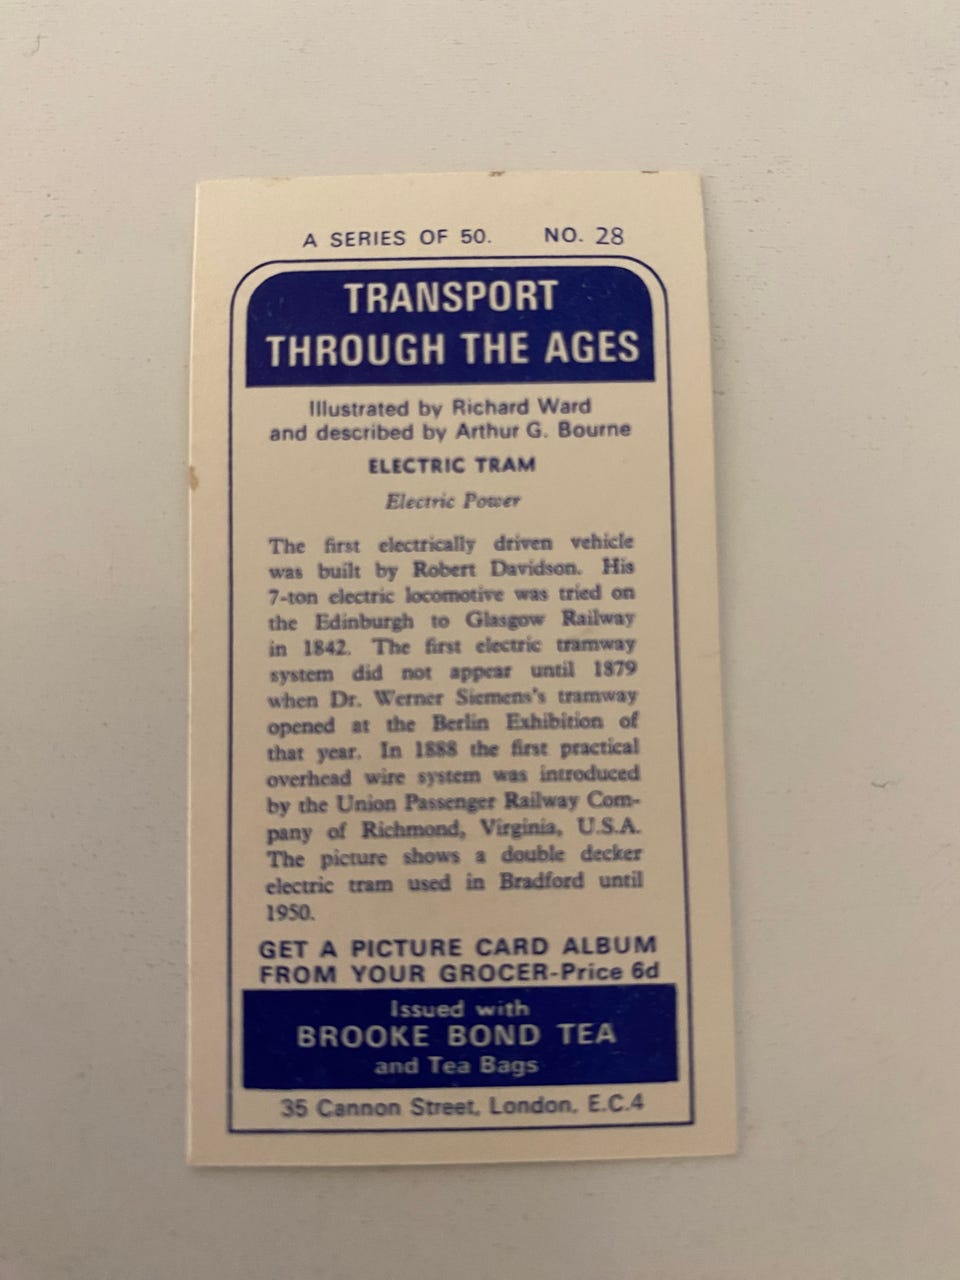 A SERIES OF 50. NO. 28
TRANSPORT
THROUGH THE AGES
Illustrated by Richard Ward
and described by Arthur G. Bourne
ELECTRIC TRAM
Electric Power
The first electrically driven vehicle
was built by Robert Davidson. His
7-ton electric locomotive was tried on
the Edinburgh to Glasgow Railway
in 1842. The first electric tramway
system did not appear until 1879
when Dr. Werner Siemens's tramway
opened at the Berlin Exhibition of
that year. In 1888 the first practical
overhead wire system was introduced
by the Union Passenger Railway Com-
pany of Richmond, Virginia, U.S.A.
The picture shows a double decker
electric tram used in Bradford until
1950.
GET A PICTURE CARD ALBUM
FROM YOUR GROCER-Price 6d
Issued with
BROOKE BOND TEA
and Tea Bags
35 Cannon Street, London, E.C.4